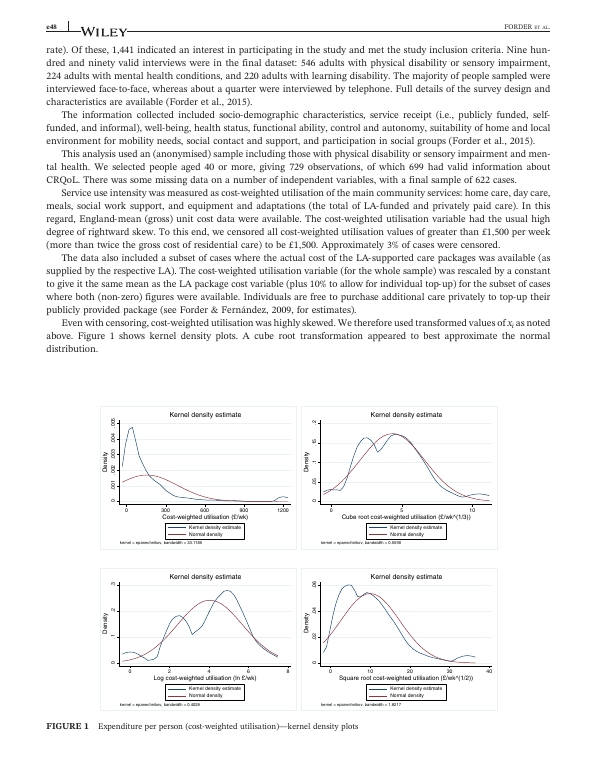 e48
WILEY
FORDER ET AL.
rate). Of these, 1,441 indicated an interest in participating in the study and met the study inclusion criteria. Nine hun-
dred and ninety valid interviews were in the final dataset: 546 adults with physical disability or sensory impairment,
224 adults with mental health conditions, and 220 adults with learning disability. The majority of people sampled were
interviewed face-to-face, whereas about a quarter were interviewed by telephone. Full details of the survey design and
characteristics are available (Forder et al., 2015).
The information collected included socio-demographic characteristics, service receipt (i.e., publicly funded, self-
funded, and informal), well-being, health status, functional ability, control and autonomy, suitability of home and local
environment for mobility needs, social contact and support, and participation in social groups (Forder et al., 2015).
This analysis used an (anonymised) sample including those with physical disability or sensory impairment and men-
tal health. We selected people aged 40 or more, giving 729 observations, of which 699 had valid information about
CRQoL. There was some missing data on a number of independent variables, with a final sample of 622 cases.
Service use intensity was measured as cost-weighted utilisation of the main community services: home care, day care,
meals, social work support, and equipment and adaptations (the total of LA-funded and privately paid care). In this
regard, England-mean (gross) unit cost data were available. The cost-weighted utilisation variable had the usual high
degree of rightward skew. To this end, we censored all cost-weighted utilisation values of greater than £1,500 per week
(more than twice the gross cost of residential care) to be £1,500. Approximately 3% of cases were censored.
The data also included a subset of cases where the actual cost of the LA-supported care packages was available (as
supplied by the respective LA). The cost-weighted utilisation variable (for the whole sample) was rescaled by a constant
to give it the same mean as the LA package cost variable (plus 10% to allow for individual top-up) for the subset of cases
where both (non-zero) figures were available. Individuals are free to purchase additional care privately to top-up their
publicly provided package (see Forder & Fernández, 2009, for estimates).
Even with censoring, cost-weighted utilisation was highly skewed. We therefore used transformed values of xi as noted
above. Figure 1 shows kernel density plots. A cube root transformation appeared to best approximate the normal
distribution.
Kernel density estimate
Density
0 .001 .002 .003 .004 .005
0 300 600 900 1200
Cost-weighted utilisation (£/wk)
Kernel density estimate
Normal density
Kernel density estimate
Density
0 .05 .1 .15 .2
0 5 10
Cube root cost-weighted utilisation (£/wk^(1/3))
Kernel density estimate
Normal density
Kernel density estimate
Density
0 .1 .2 .3
0 2 4 6 8
Log cost-weighted utilisation (ln £/wk)
Kernel density estimate
Normal density
Kernel density estimate
Density
0 .02 .04 .06
0 10 20 30 40
Square root cost-weighted utilisation (£/wk^(1/2))
Kernel density estimate
Normal density
FIGURE 1 Expenditure per person (cost-weighted utilisation)—kernel density plots